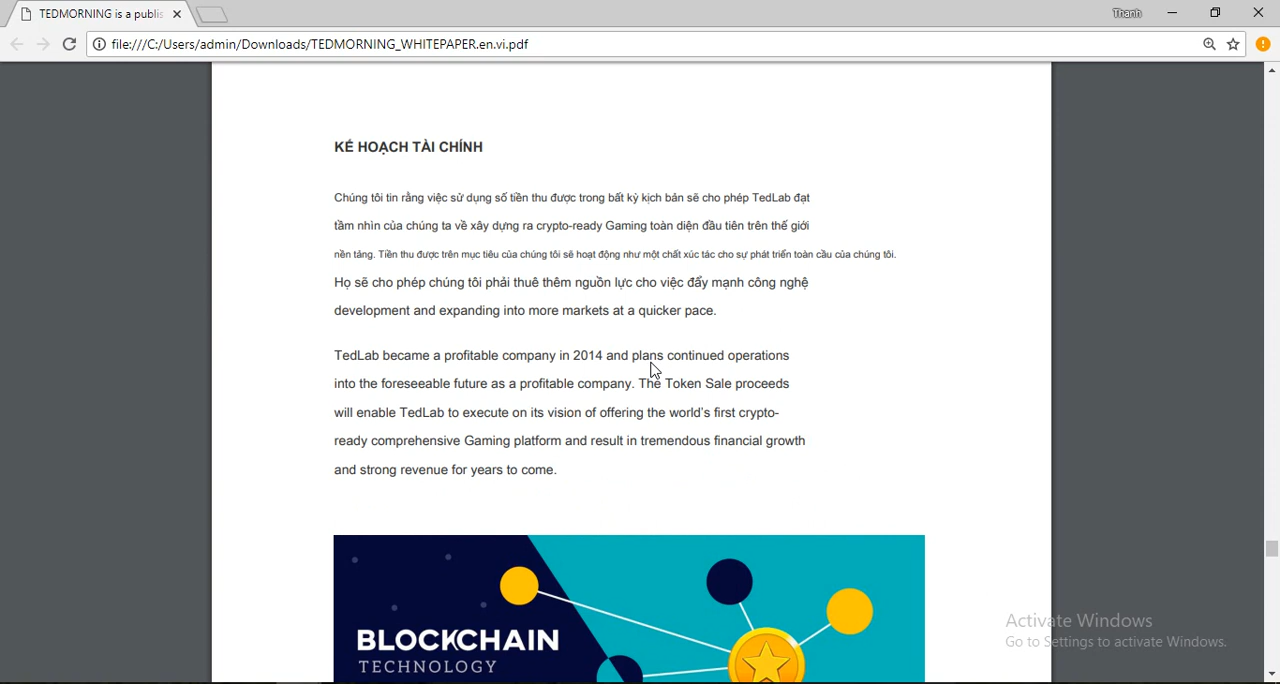 TEDMORNING is a publis
Thanh
file:///C:/Users/admin/Downloads/TEDMORNING_WHITEPAPER.en.vi.pdf
KẾ HOẠCH TÀI CHÍNH
Chúng tôi tin rằng việc sử dụng số tiền thu được trong bất kỳ kịch bản sẽ cho phép TedLab đạt
tầm nhìn của chúng ta về xây dựng ra crypto-ready Gaming toàn diện đầu tiên trên thế giới
nền tảng. Tiền thu được trên mục tiêu của chúng tôi sẽ hoạt động như một chất xúc tác cho sự phát triển toàn cầu của chúng tôi.
Họ sẽ cho phép chúng tôi phải thuê thêm nguồn lực cho việc đẩy mạnh công nghệ
development and expanding into more markets at a quicker pace.
TedLab became a profitable company in 2014 and plans continued operations
into the foreseeable future as a profitable company. The Token Sale proceeds
will enable TedLab to execute on its vision of offering the world's first crypto-
ready comprehensive Gaming platform and result in tremendous financial growth
and strong revenue for years to come.
BLOCKCHAIN
TECHNOLOGY
Activate Windows
Go to Settings to activate Windows.